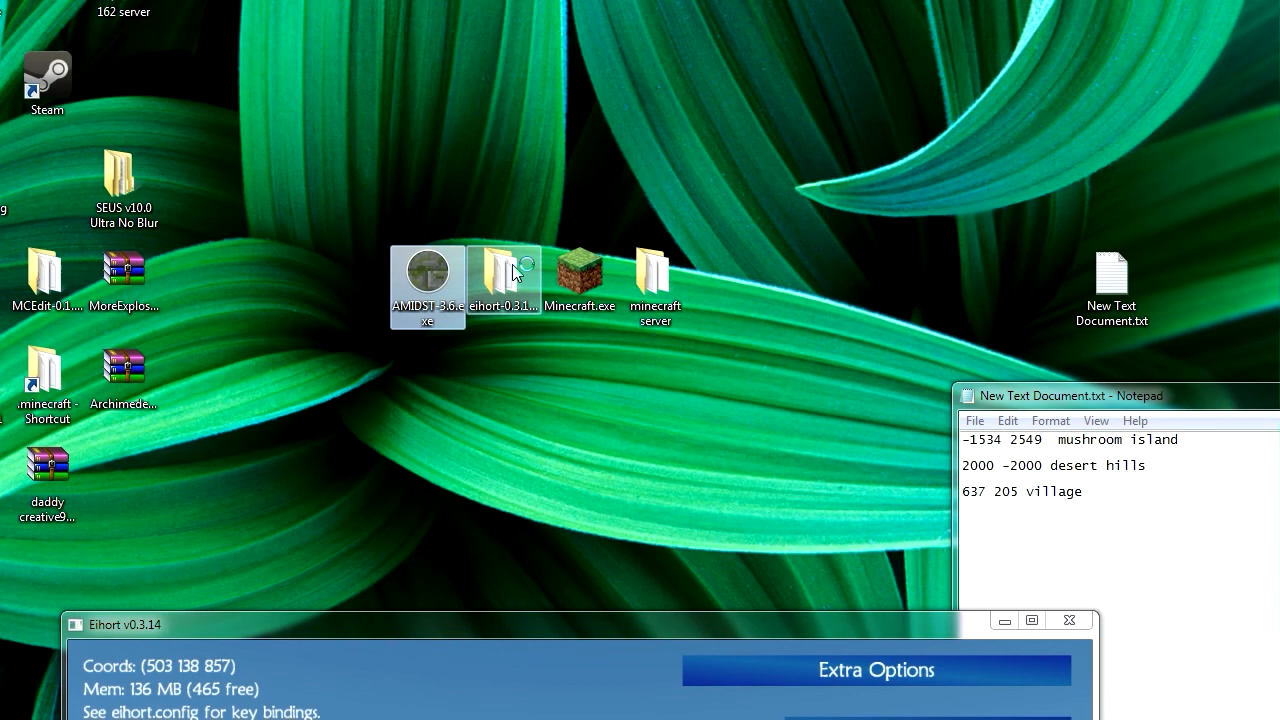 162 server
Steam
SEUS v10.0
Ultra No Blur
MCEdit-0.1....
MoreExplos...
.minecraft -
Shortcut
Archimede...
daddy
creative9...
AMIDST-3.6.e
xe
eihort-0.3.1...
Minecraft.exe
minecraft
server
New Text
Document.txt
New Text Document.txt - Notepad
File Edit Format View Help
-1534 2549  mushroom island
2000 -2000 desert hills
637 205 village
Eihort v0.3.14
Coords: (503 138 857)
Mem: 136 MB (465 free)
See eihort.config for key bindings.
Extra Options